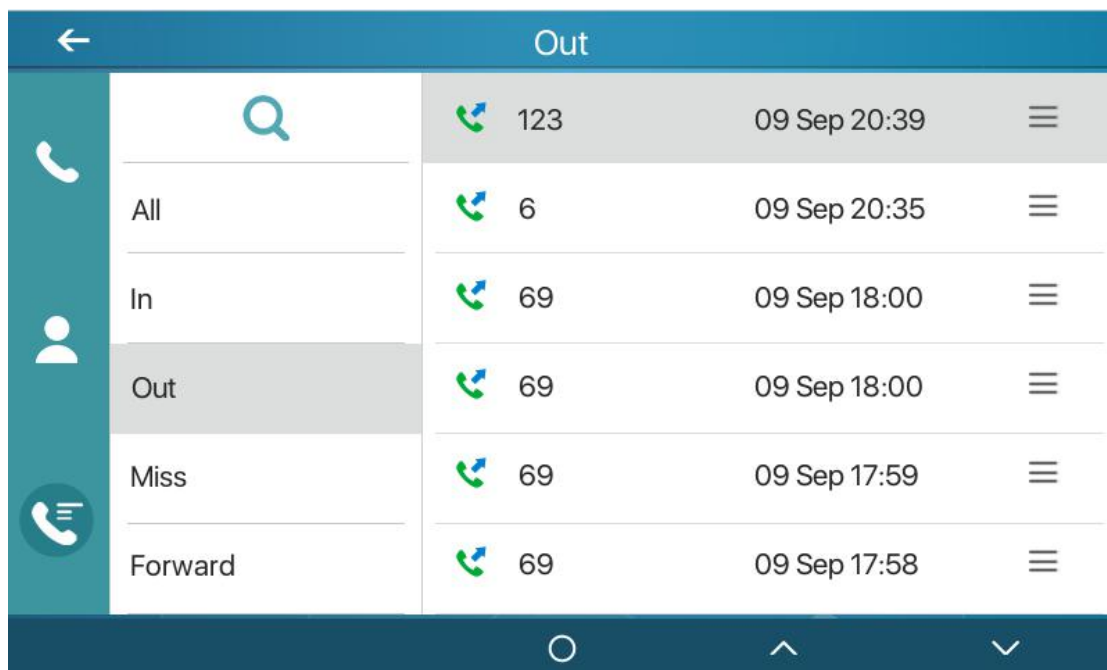 Out
All
In
Out
Miss
Forward
123 09 Sep 20:39
6 09 Sep 20:35
69 09 Sep 18:00
69 09 Sep 18:00
69 09 Sep 17:59
69 09 Sep 17:58